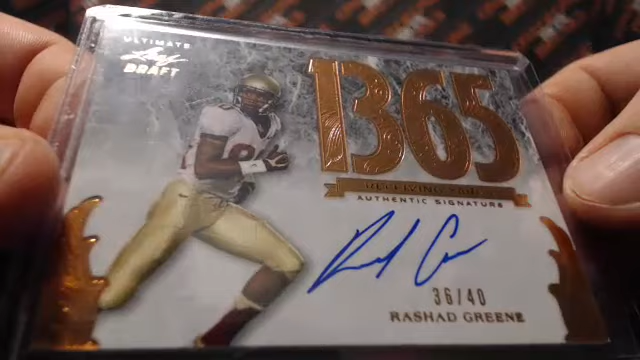 ULTIMATE
Leaf
DRAFT
1365
RECEIVING YARDS
AUTHENTIC SIGNATURE
36/40
RASHAD GREENE